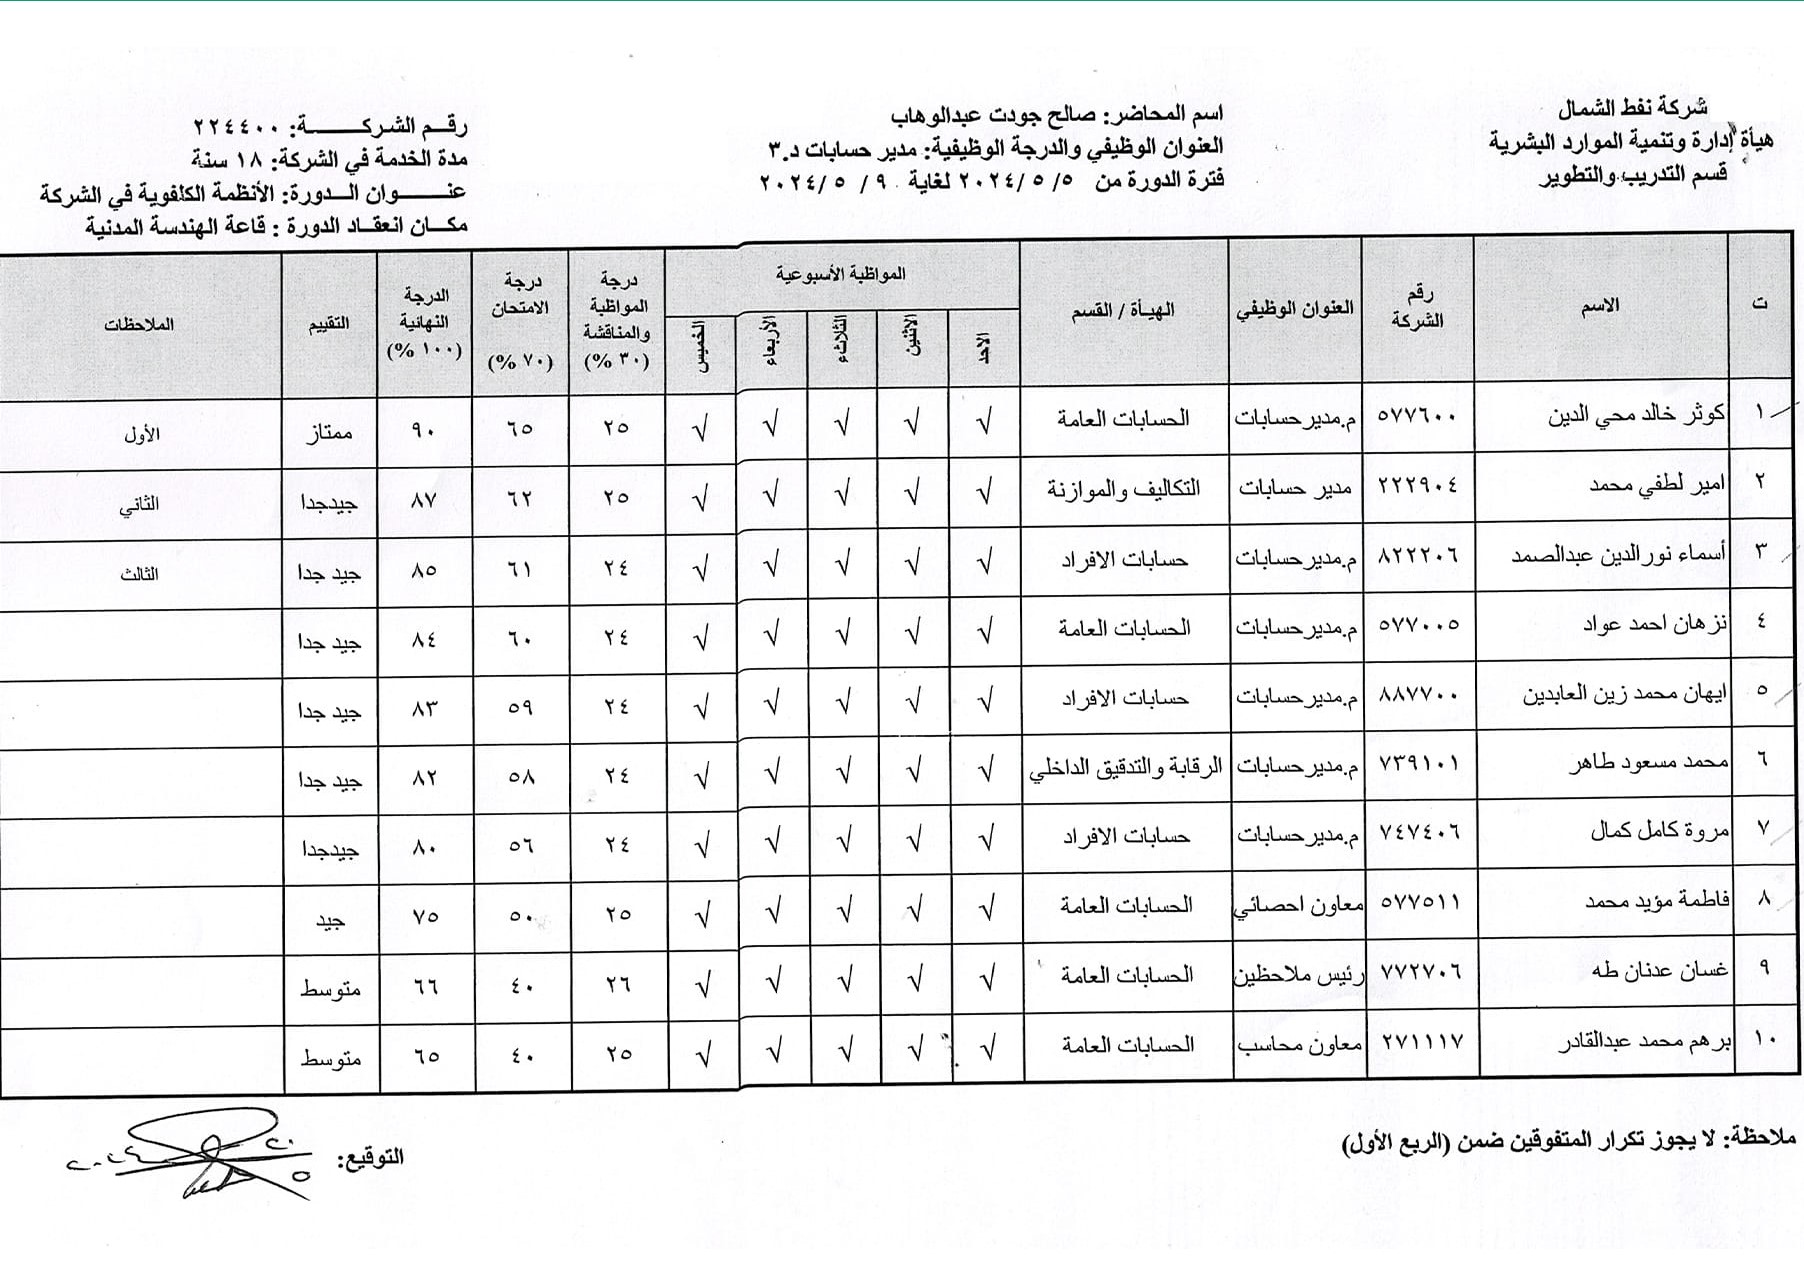 شركة نفط الشمال
هيأة إدارة وتنمية الموارد البشرية
قسم التدريب والتطوير
اسم المحاضر: صالح جودت عبدالوهاب
العنوان الوظيفي والدرجة الوظيفية: مدير حسابات د.٣
فترة الدورة من ٢٠٢٤/٥/٥ لغاية ٢٠٢٤/٥/٩
رقم الشركة: ٢٢٤٤٠٠
مدة الخدمة في الشركة: ١٨ سنة
عنوان الدورة: الأنظمة الكلفوية في الشركة
مكان انعقاد الدورة : قاعة الهندسة المدنية
ت | الاسم | رقم الشركة | العنوان الوظيفي | الهيأة / القسم | المواظبة الأسبوعية | درجة المواظبة والمناقشة (٣٠ %) | درجة الامتحان (٧٠ %) | الدرجة النهائية (١٠٠ %) | التقييم | الملاحظات
الاحد | الاثنين | الثلاثاء | الأربعاء | الخميس
١ | كوثر خالد محي الدين | ٥٧٧٦٠٠ | م.مدير حسابات | الحسابات العامة | √ | √ | √ | √ | √ | ٢٥ | ٦٥ | ٩٠ | ممتاز | الأول
٢ | امير لطفي محمد | ٢٢٢٩٠٤ | مدير حسابات | التكاليف والموازنة | √ | √ | √ | √ | √ | ٢٥ | ٦٢ | ٨٧ | جيدجدا | الثاني
٣ | أسماء نورالدين عبدالصمد | ٨٢٢٢٠٦ | م.مدير حسابات | حسابات الافراد | √ | √ | √ | √ | √ | ٢٤ | ٦١ | ٨٥ | جيد جدا | الثالث
٤ | نزهان احمد عواد | ٥٧٧٠٠٥ | م.مدير حسابات | الحسابات العامة | √ | √ | √ | √ | √ | ٢٤ | ٦٠ | ٨٤ | جيد جدا
٥ | ايهان محمد زين العابدين | ٨٨٧٧٠٠ | م.مدير حسابات | حسابات الافراد | √ | √ | √ | √ | √ | ٢٤ | ٥٩ | ٨٣ | جيد جدا
٦ | محمد مسعود طاهر | ٧٣٩١٠١ | م.مدير حسابات | الرقابة والتدقيق الداخلي | √ | √ | √ | √ | √ | ٢٤ | ٥٨ | ٨٢ | جيد جدا
٧ | مروة كامل كمال | ٧٤٧٤٠٦ | م.مدير حسابات | حسابات الافراد | √ | √ | √ | √ | √ | ٢٤ | ٥٦ | ٨٠ | جيدجدا
٨ | فاطمة مؤيد محمد | ٥٧٧٥١١ | معاون احصائي | الحسابات العامة | √ | √ | √ | √ | √ | ٢٥ | ٥٠ | ٧٥ | جيد
٩ | غسان عدنان طه | ٧٧٢٧٠٦ | رئيس ملاحظين | الحسابات العامة | √ | √ | √ | √ | √ | ٢٦ | ٤٠ | ٦٦ | متوسط
١٠ | برهم محمد عبدالقادر | ٢٧١١١٧ | معاون محاسب | الحسابات العامة | √ | √ | √ | √ | √ | ٢٥ | ٤٠ | ٦٥ | متوسط
ملاحظة: لا يجوز تكرار المتفوقين ضمن (الربع الأول)
التوقيع: